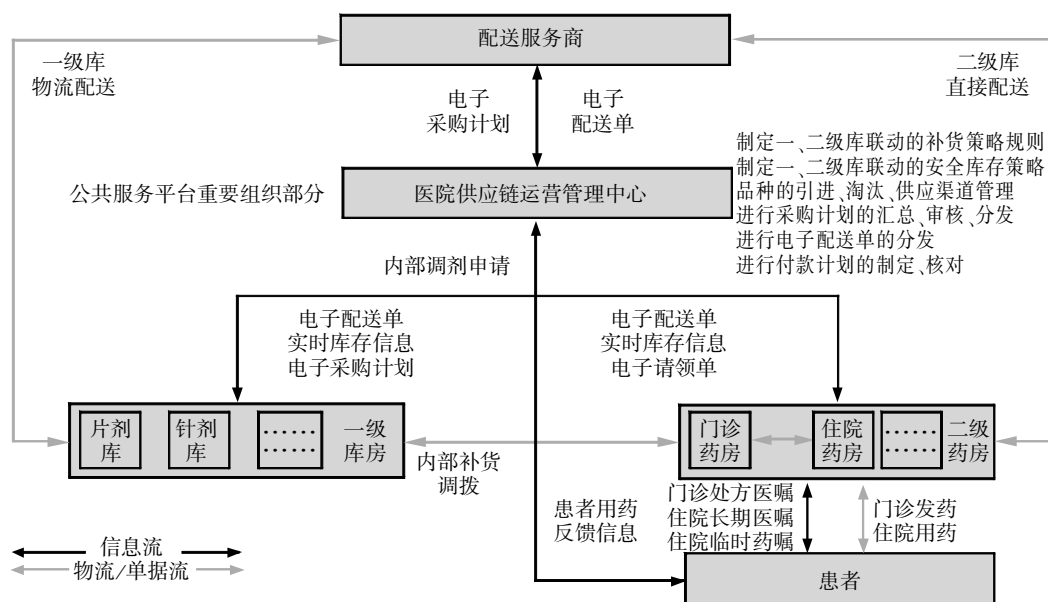 配送服务商
一级库
物流配送
二级库
直接配送
电子
采购计划
电子
配送单
公共服务平台重要组织部分
医院供应链运营管理中心
制定一、二级库联动的补货策略规则
制定一、二级库联动的安全库存策略
品种的引进、淘汰、供应渠道管理
进行采购计划的汇总、审核、分发
进行电子配送单的分发
进行付款计划的制定、核对
内部调剂申请
电子配送单
实时库存信息
电子采购计划
电子配送单
实时库存信息
电子请领单
片剂
库
针剂
库
……
……
一级
库房
内部补货
调拨
门诊
药房
住院
药房
……
……
二级
药房
患者用药
反馈信息
门诊处方医嘱
住院长期医嘱
住院临时药嘱
门诊发药
住院用药
信息流
物流/单据流
患者